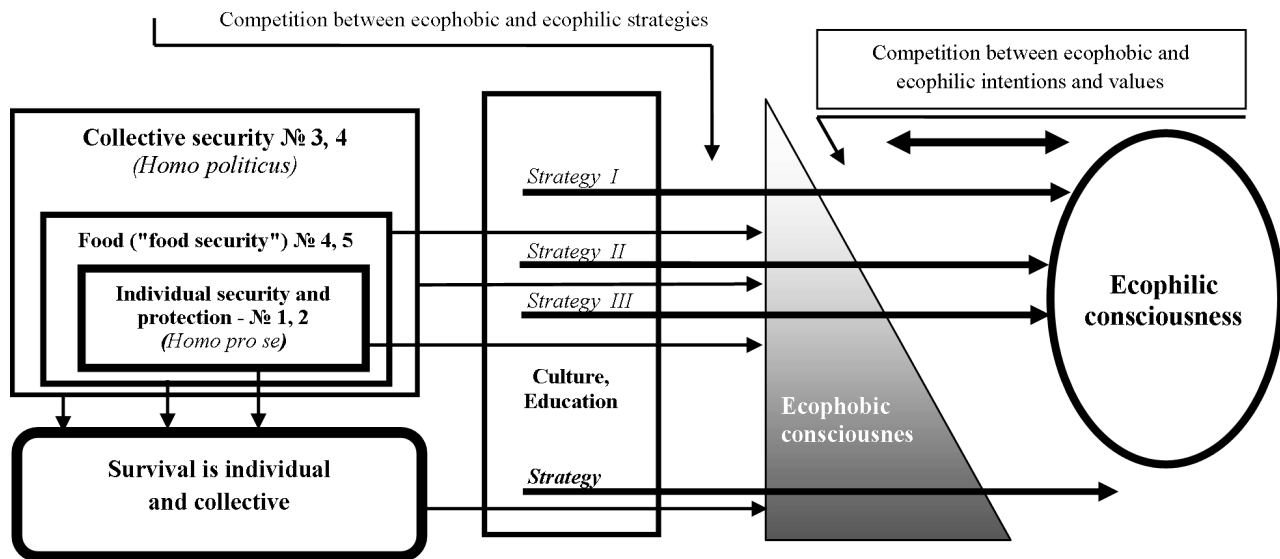 Competition between ecophobic and ecophilic strategies
Competition between ecophobic and
ecophilic intentions and values
Collective security № 3, 4
(Homo politicus)
Food ("food security") № 4, 5
Individual security and
protection - № 1, 2
(Homo pro se)
Survival is individual
and collective
Strategy I
Strategy II
Strategy III
Culture,
Education
Strategy
Ecophobic
consciousnes
Ecophilic
consciousness